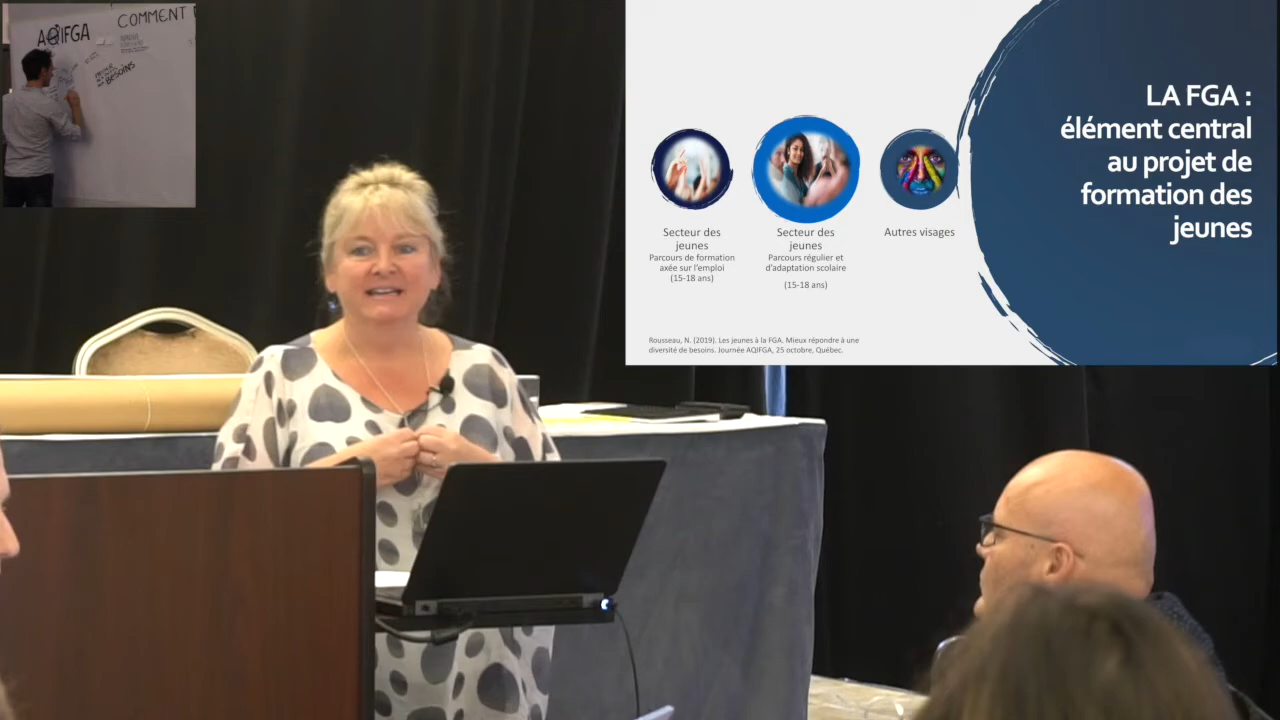 AQIFGA
COMMENT
BESOINS
LA FGA :
élément central
au projet de
formation des
jeunes
Secteur des
jeunes
Parcours de formation
axée sur l'emploi
(15-18 ans)
Secteur des
jeunes
Parcours régulier et
d'adaptation scolaire
(15-18 ans)
Autres visages
Rousseau, N. (2019). Les jeunes à la FGA. Mieux répondre à une
diversité de besoins. Journée AQIFGA, 25 octobre, Québec.